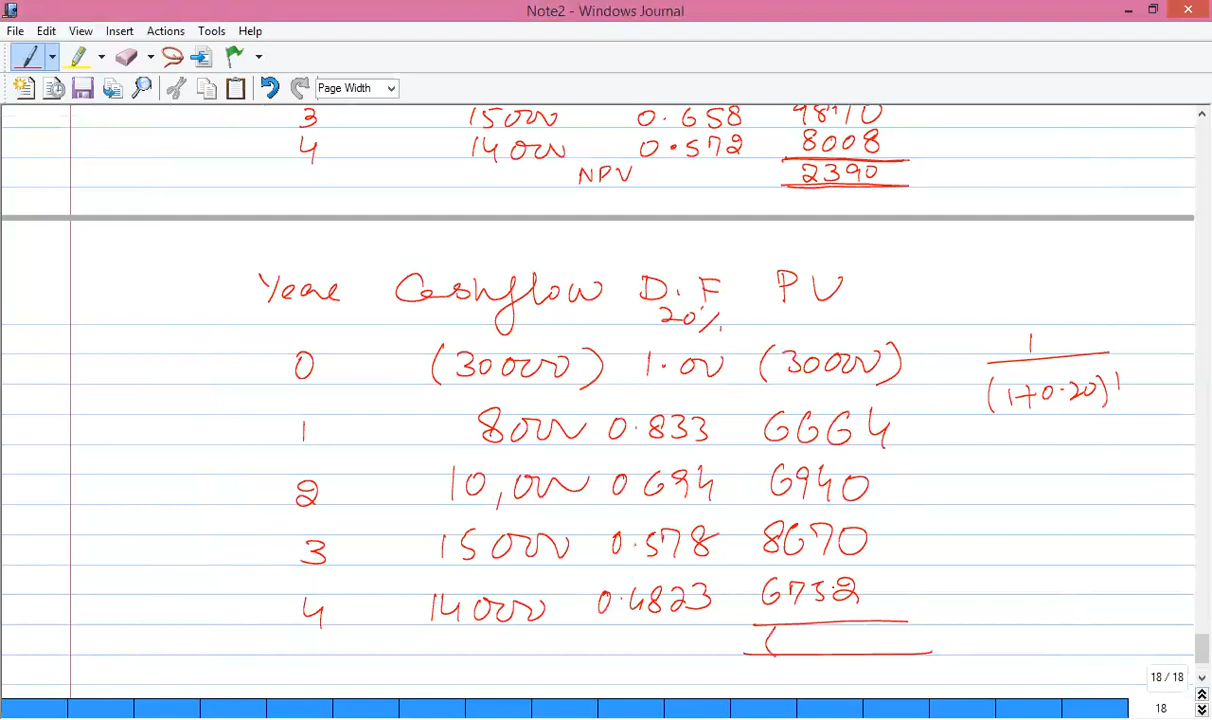 Note2 - Windows Journal
File Edit View Insert Actions Tools Help
Page Width
3 15000 0.658 98710
4 14000 0.572 8008
NPV 2390
Year Cashflow D.F PV
20%
0 (30000) 1.00 (30000)
1
(1+0.20)1
1 8000 0.833 6664
2 10,000 0694 6940
3 15000 0.578 8670
4 14000 0.4823 6752
(
18 / 18
18